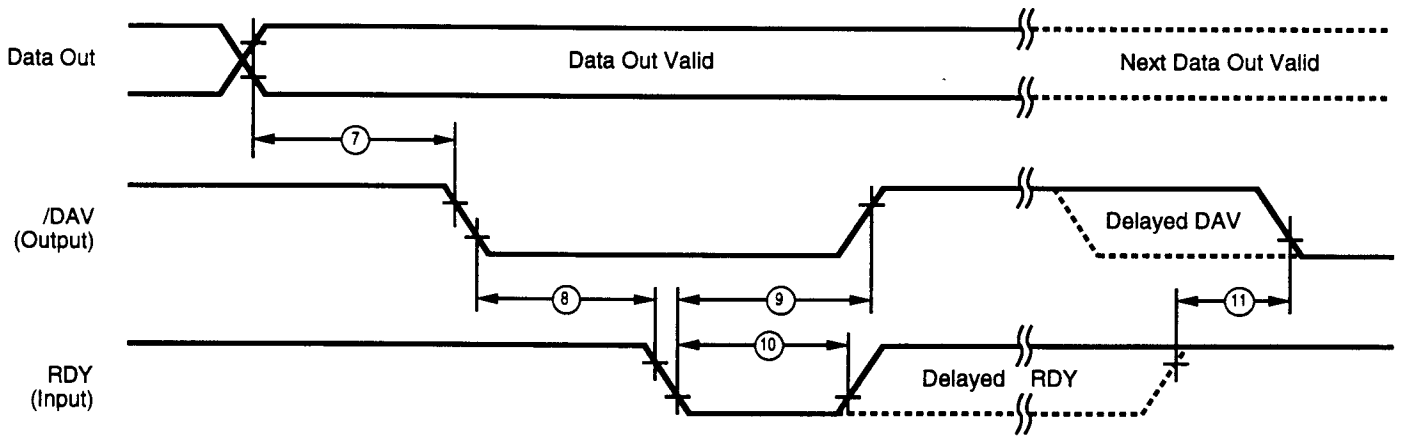 Data Out
Data Out Valid
Next Data Out Valid
7
/DAV
(Output)
Delayed DAV
8
9
11
10
RDY
(Input)
Delayed RDY